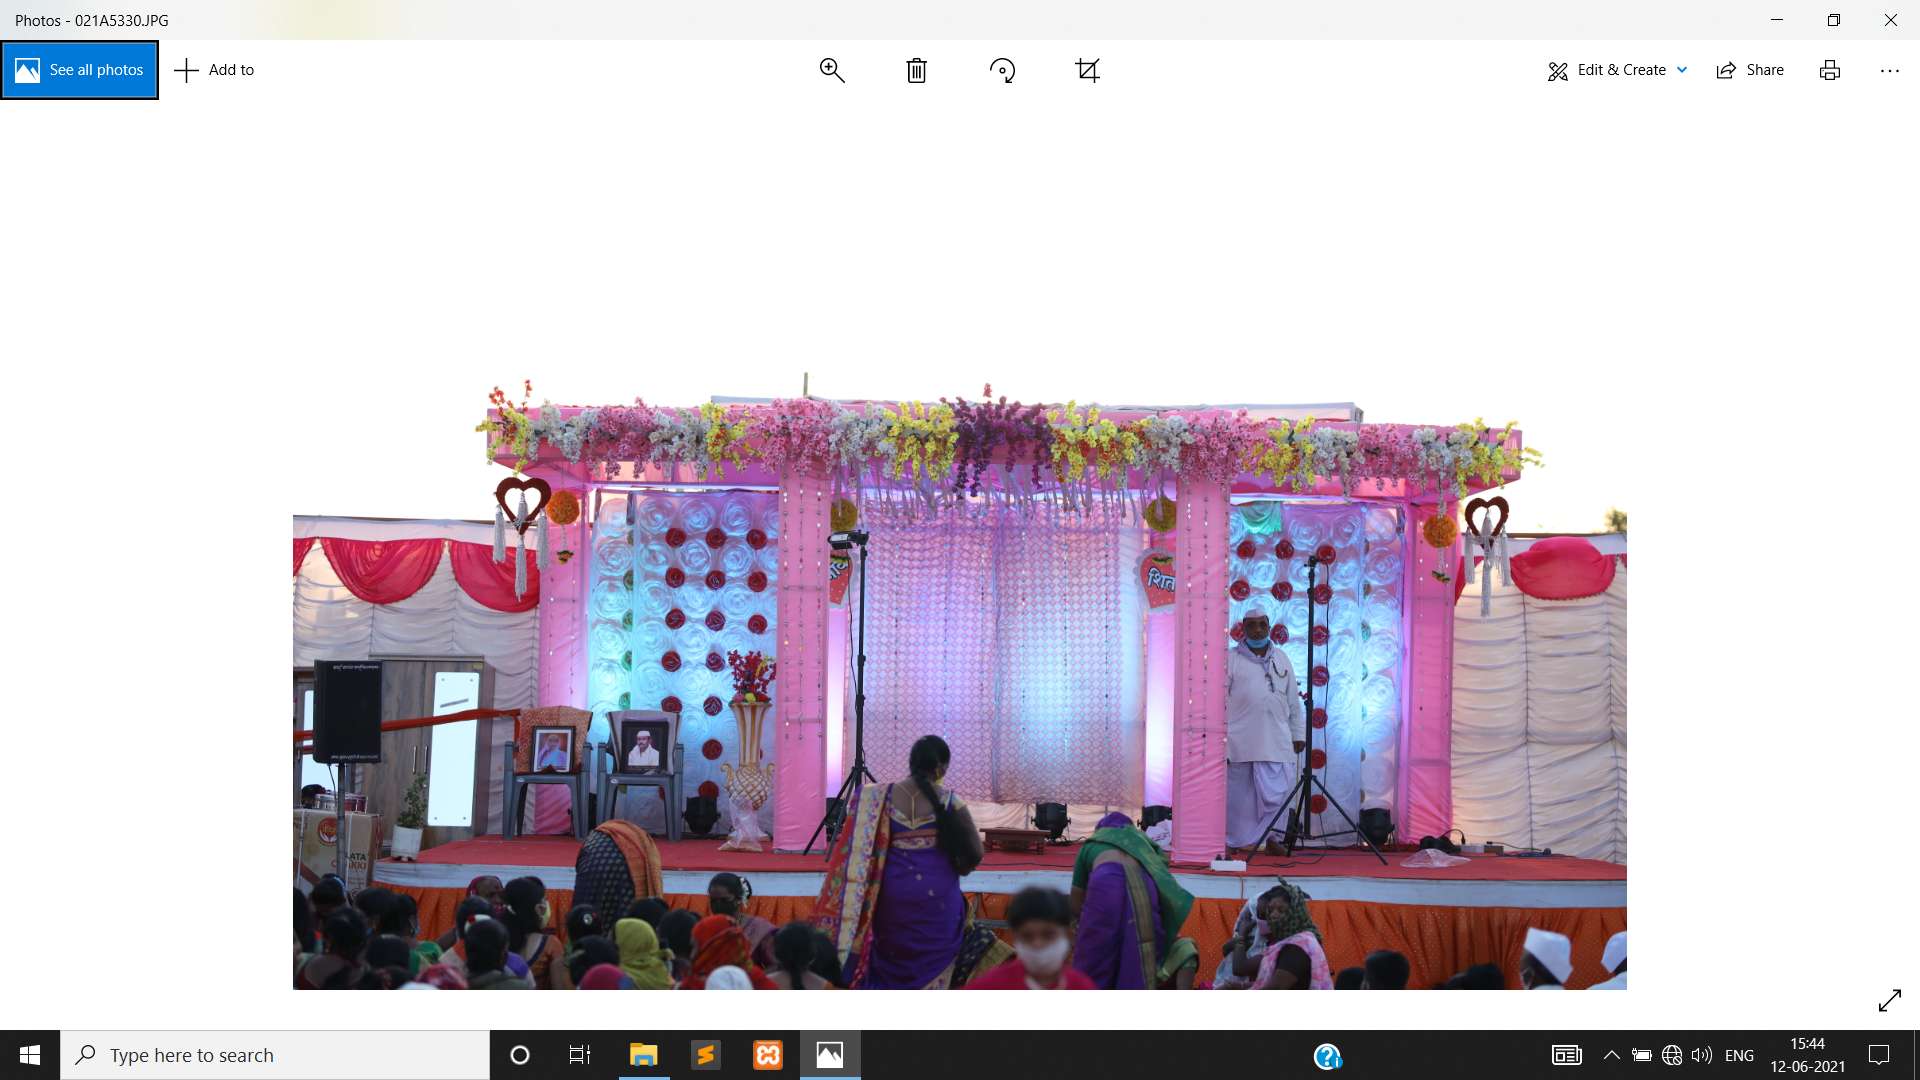 Photos - 021A5330.JPG
See all photos
Add to
Edit & Create
Share
शित
Type here to search
ENG
15:44
12-06-2021